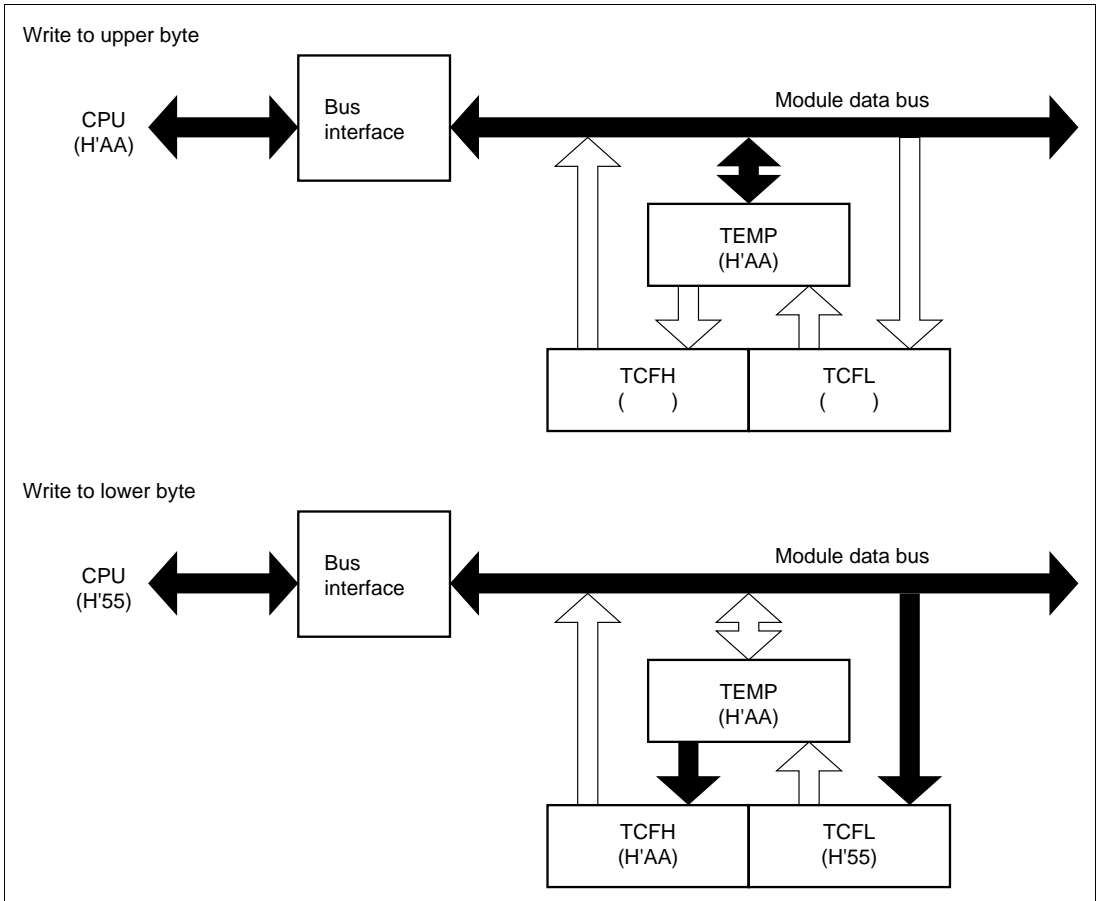 Write to upper byte
CPU
(H'AA)
Bus
interface
Module data bus
TEMP
(H'AA)
TCFH
(      )
TCFL
(      )
Write to lower byte
CPU
(H'55)
Bus
interface
Module data bus
TEMP
(H'AA)
TCFH
(H'AA)
TCFL
(H'55)